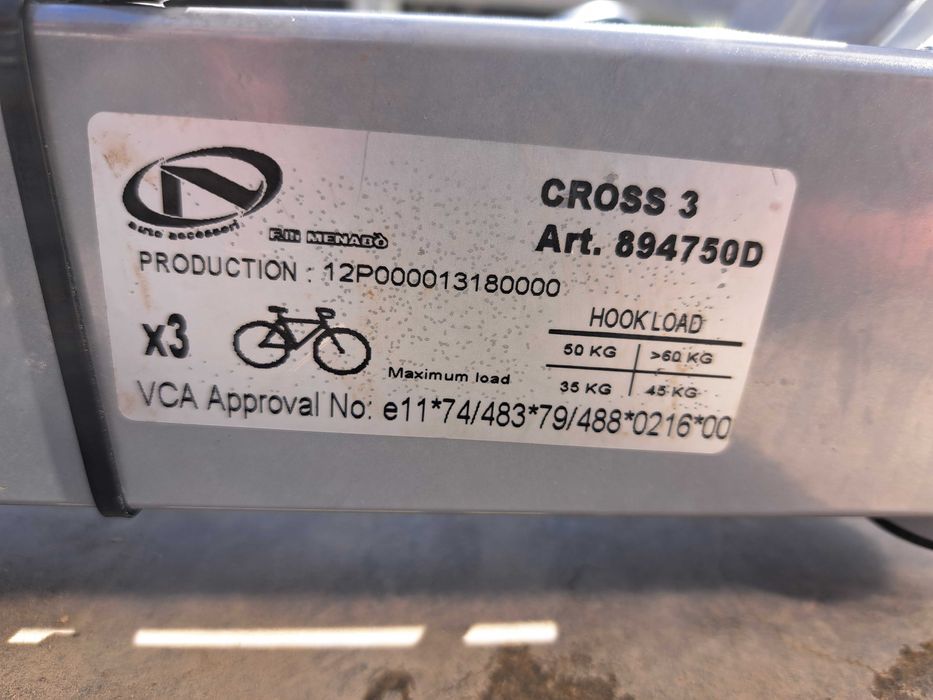 auto accessori
F.lli MENABÒ
CROSS 3
Art. 894750D
PRODUCTION : 12P000013180000
x3
Maximum load
HOOK LOAD
50 KG >60 KG
35 KG 45 KG
VCA Approval No: e11*74/483*79/488*0216*00